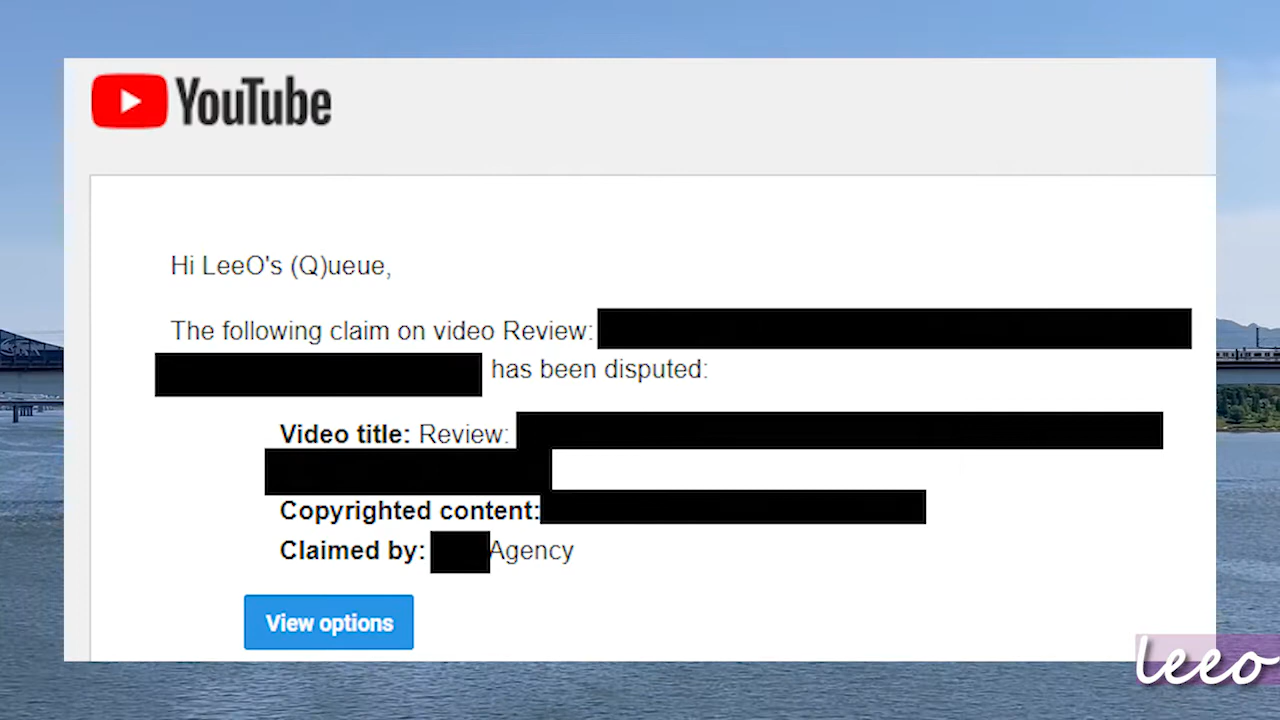 YouTube
Hi LeeO's (Q)ueue,
The following claim on video Review:
has been disputed:
Video title: Review:
Copyrighted content:
Claimed by: Agency
View options
leeo